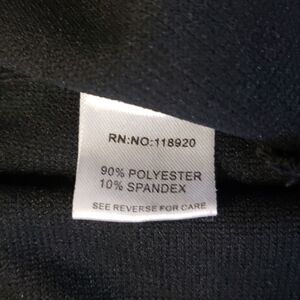 RN:NO:118920
90% POLYESTER
10% SPANDEX
SEE REVERSE FOR CARE